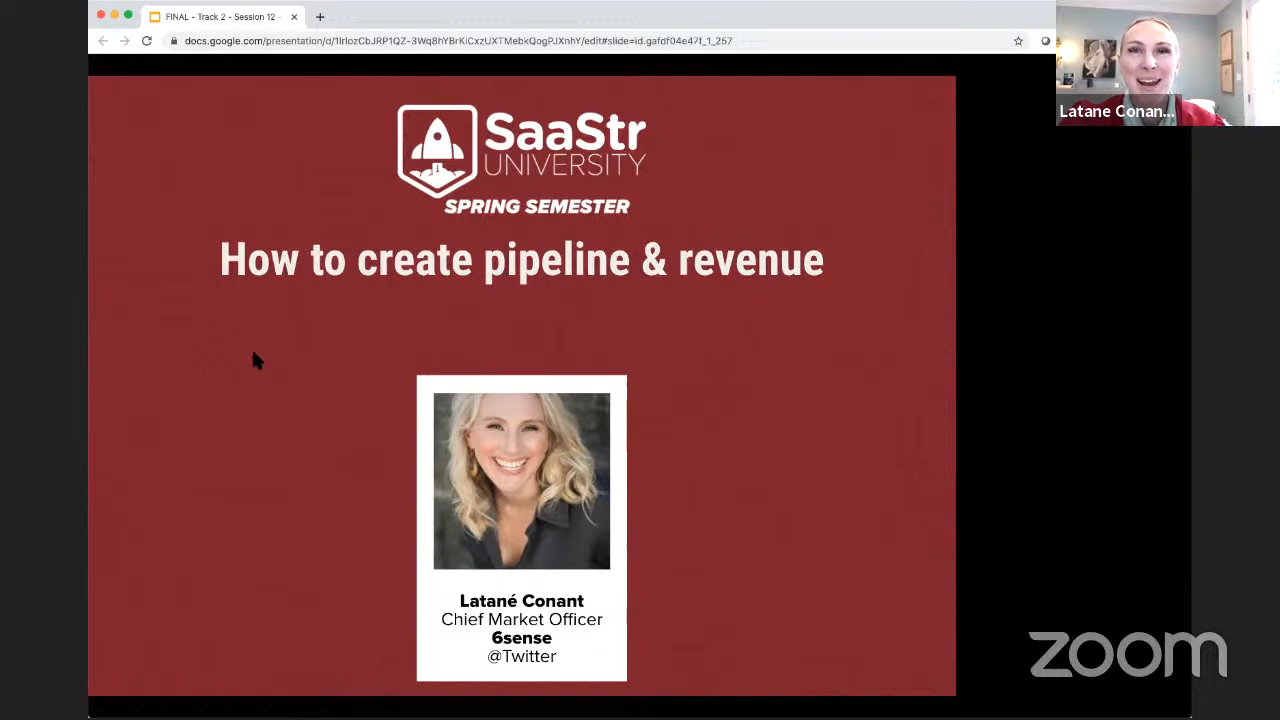 FINAL - Track 2 - Session 12 -
docs.google.com/presentation/d/1lrlozCbJRP1QZ-3Wq8hYBrKiCxzUXTMebkQogPJXnhY/edit#slide=id.gafdf04e47f_1_257
Latane Conan...
SaaStr
UNIVERSITY
SPRING SEMESTER
How to create pipeline & revenue
Latané Conant
Chief Market Officer
6sense
@Twitter
zoom